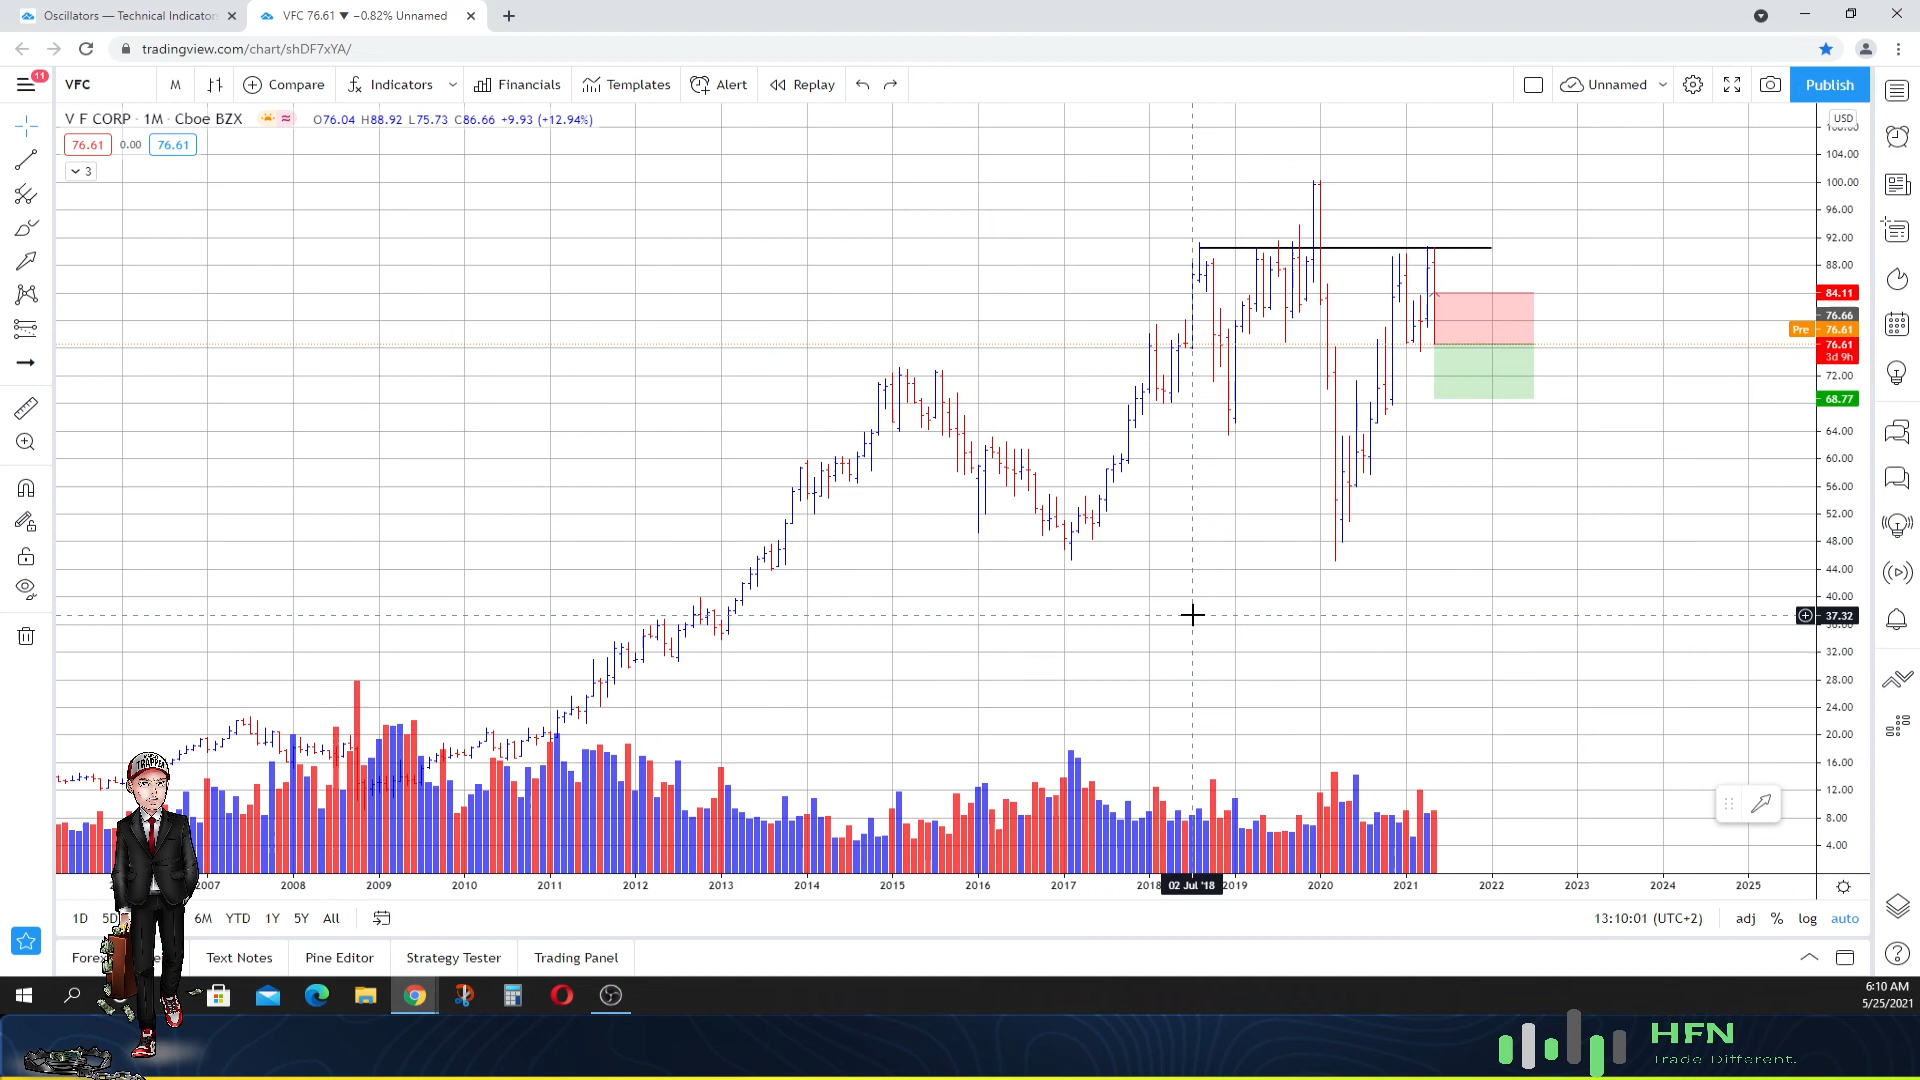 Oscillators — Technical Indicators
VFC 76.61 ▼ −0.82% Unnamed
tradingview.com/chart/shDF7xYA/
11
VFC
M
Compare
Indicators
Financials
Templates
Alert
Replay
Unnamed
Publish
V F CORP · 1M · Cboe BZX
O76.04 H88.92 L75.73 C86.66 +9.93 (+12.94%)
76.61 0.00 76.61
3
USD
104.00
100.00
96.00
92.00
88.00
84.11
76.66
Pre 76.61
76.61
3d 9h
72.00
68.77
64.00
60.00
56.00
52.00
48.00
44.00
40.00
37.32
32.00
28.00
24.00
20.00
16.00
12.00
8.00
4.00
TRAPPER
2007 2008 2009 2010 2011 2012 2013 2014 2015 2016 2017 2018 02 Jul '18 2019 2020 2021 2022 2023 2024 2025
1D 5D 6M YTD 1Y 5Y All
13:10:01 (UTC+2) adj % log auto
Text Notes
Pine Editor
Strategy Tester
Trading Panel
6:10 AM
5/25/2021
HFN
Trade Different.